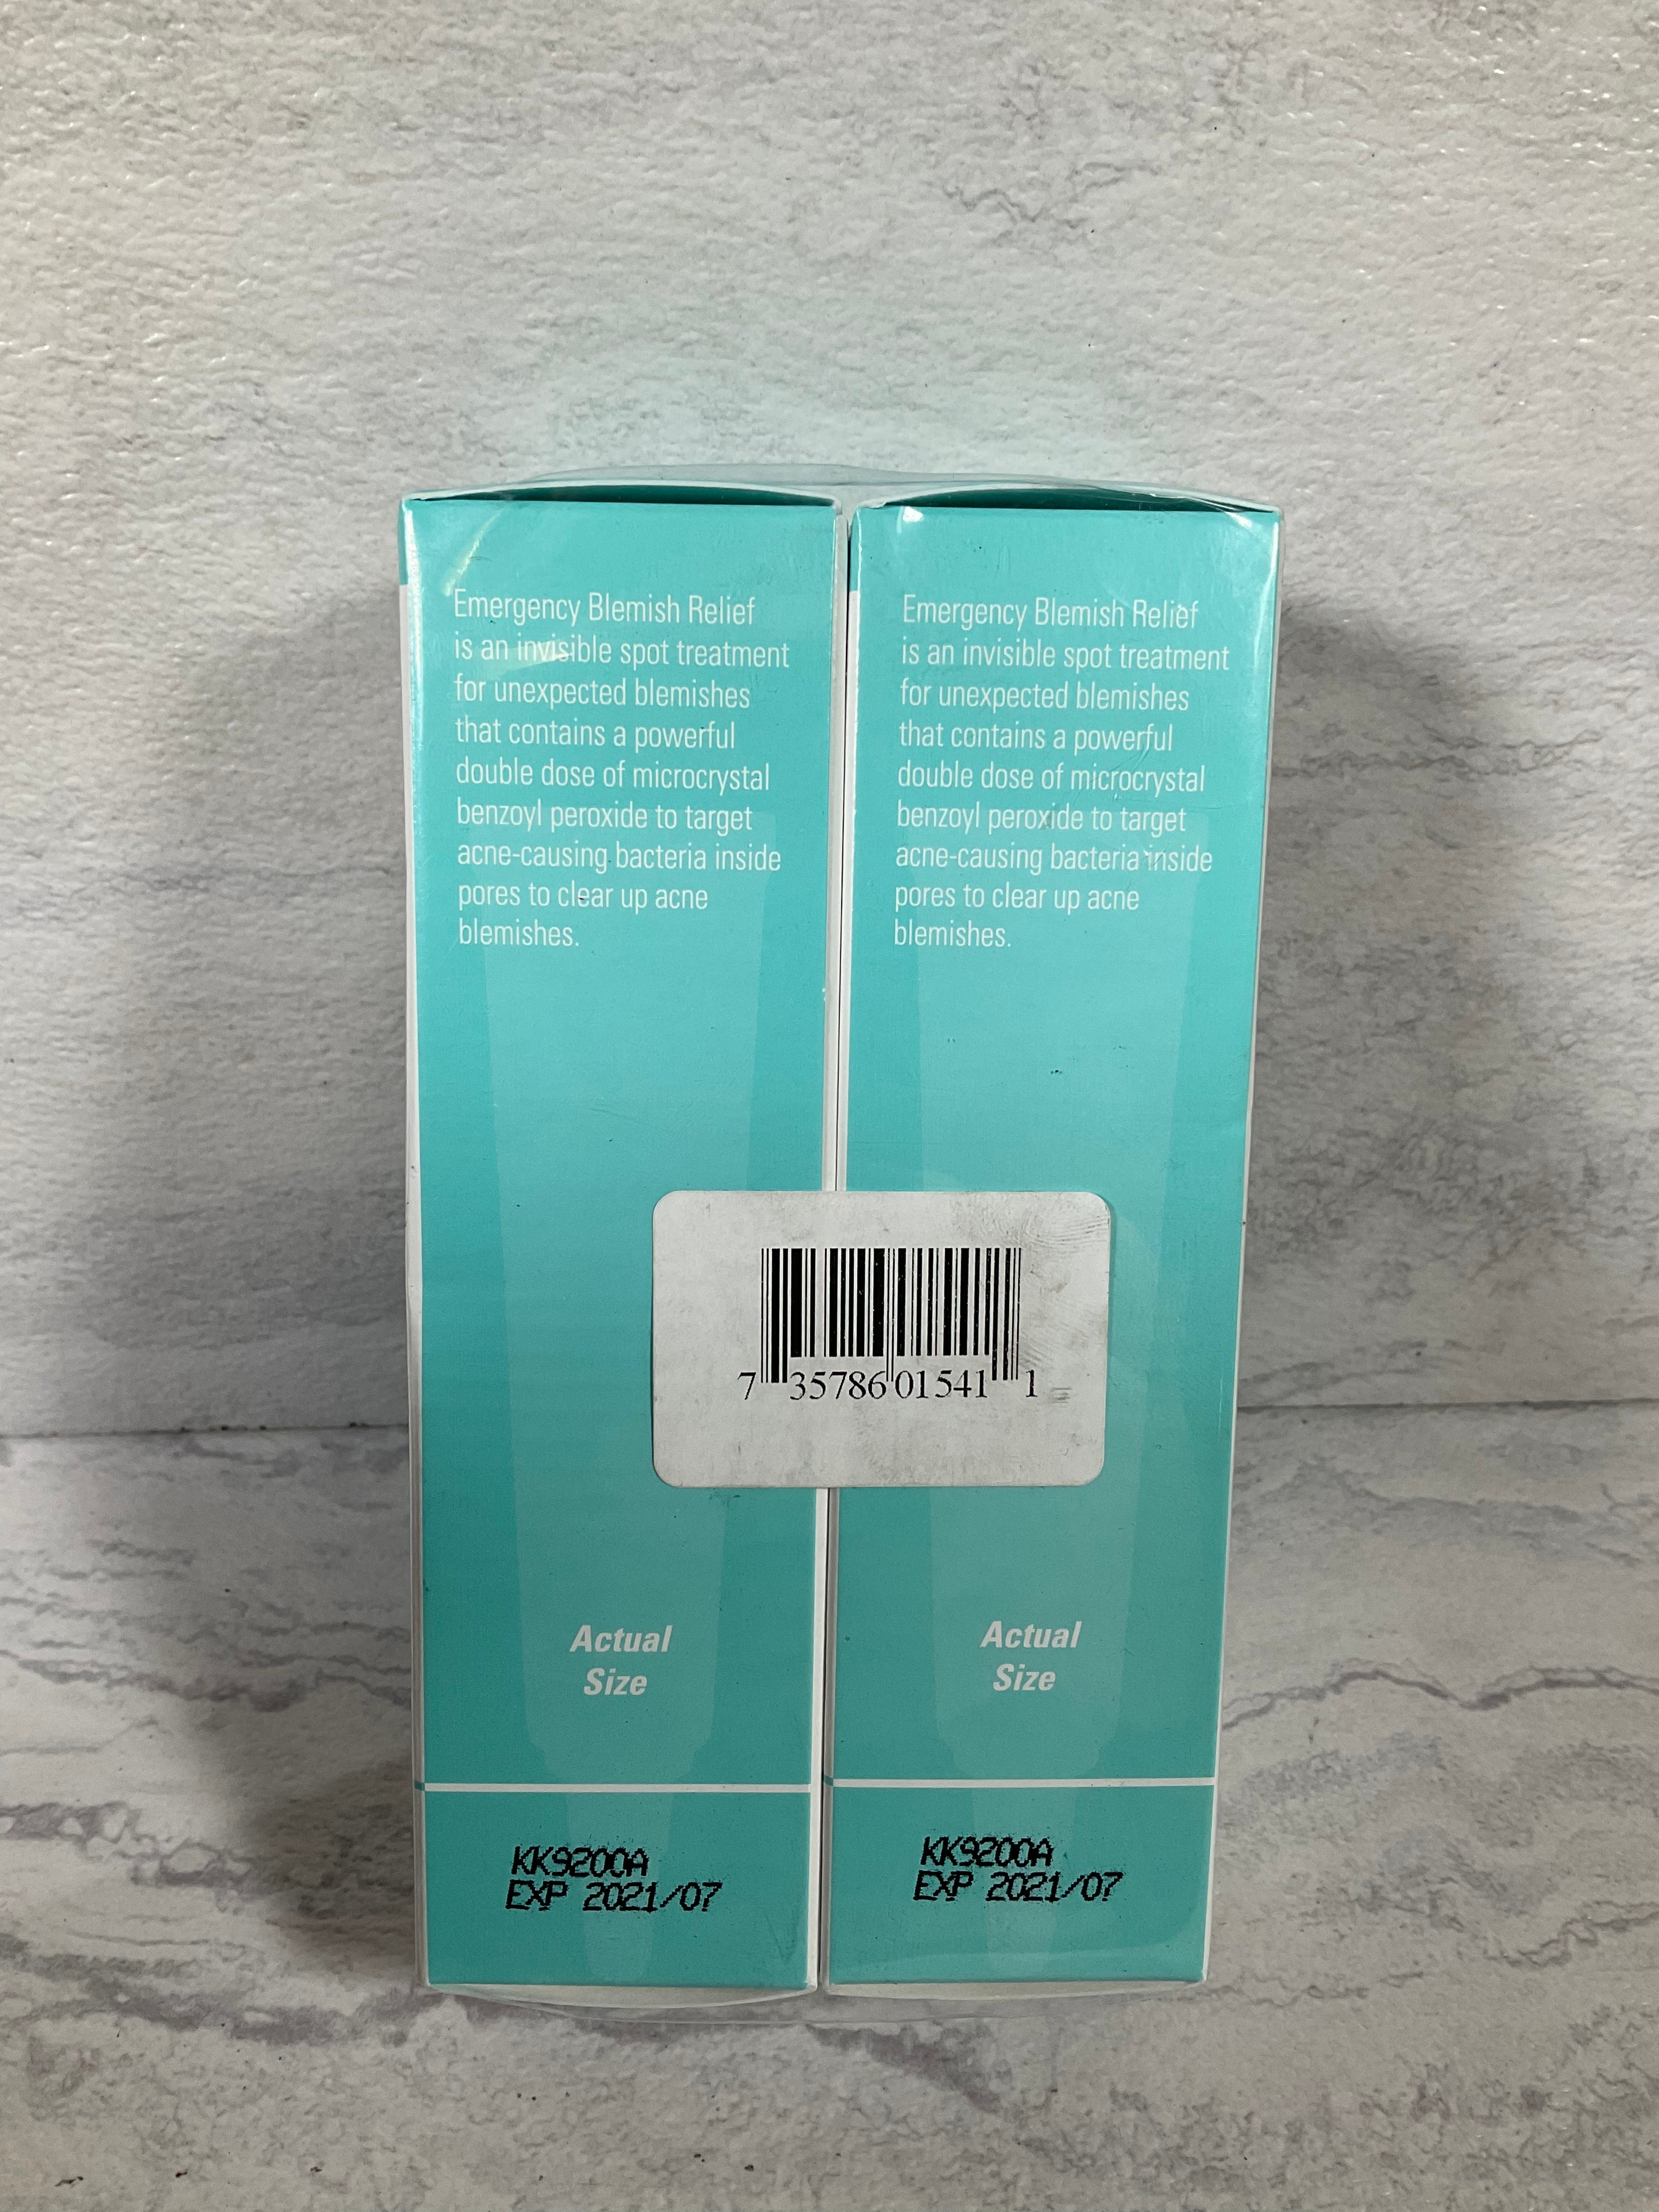 Emergency Blemish Relief
is an invisible spot treatment
for unexpected blemishes
that contains a powerful
double dose of microcrystal
benzoyl peroxide to target
acne-causing bacteria inside
pores to clear up acne
blemishes.
Emergency Blemish Relief
is an invisible spot treatment
for unexpected blemishes
that contains a powerful
double dose of microcrystal
benzoyl peroxide to target
acne-causing bacteria inside
pores to clear up acne
blemishes.
7 35786 01541 1
Actual
Size
Actual
Size
KK9200A
EXP 2021/07
KK9200A
EXP 2021/07